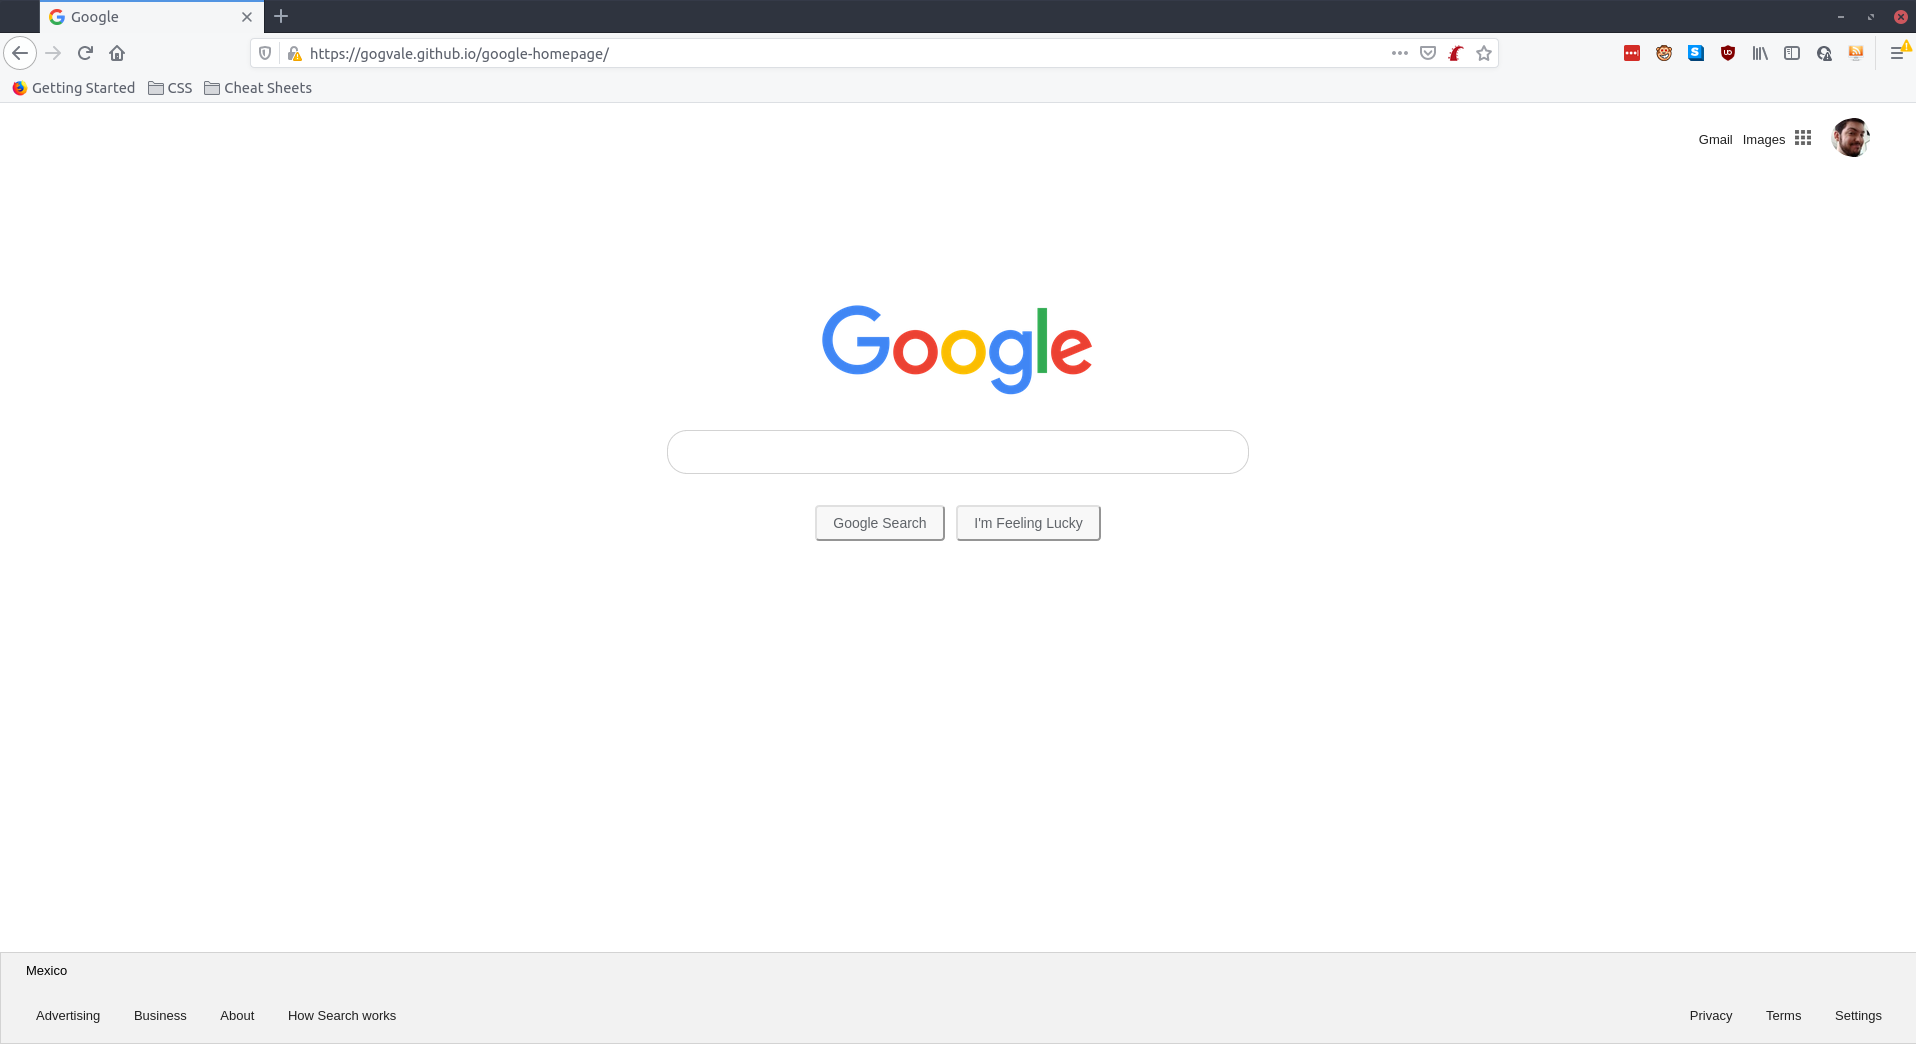 Google
https://gogvale.github.io/google-homepage/
Getting Started CSS Cheat Sheets
Gmail Images
Google
Google Search I'm Feeling Lucky
Mexico
Advertising Business About How Search works Privacy Terms Settings